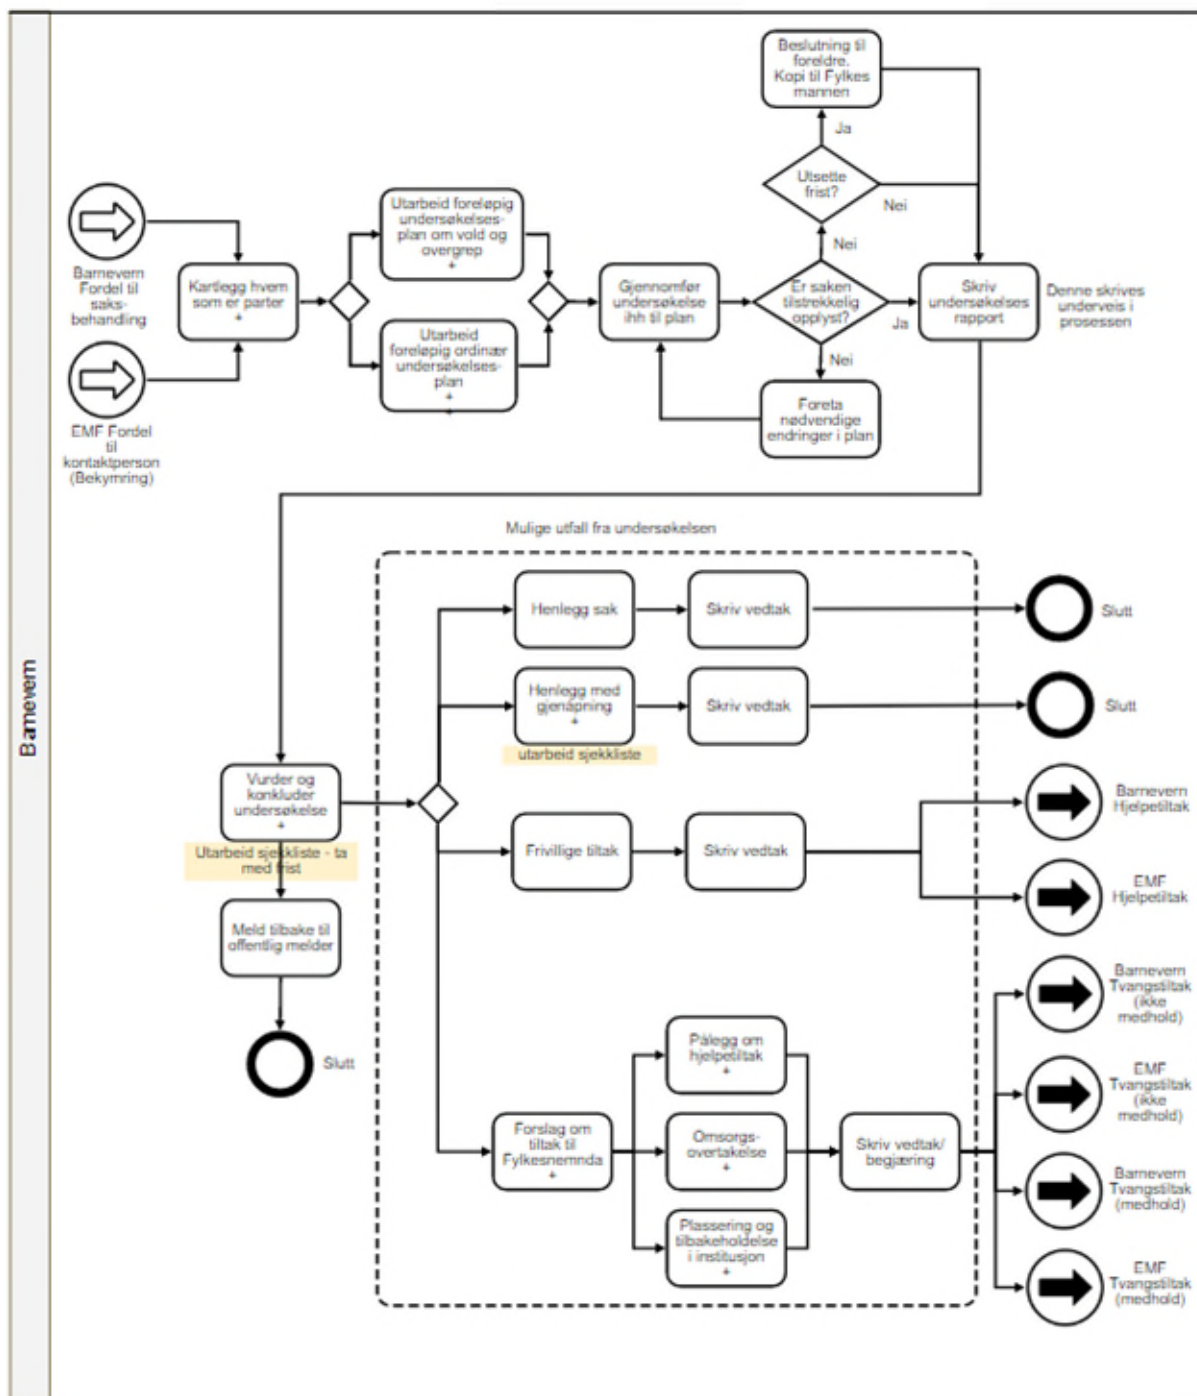 Barnevern
Beslutning til
foreldre.
Kopi til Fylkes
mannen
Ja
Utsette
frist?
Nei
Nei
Barnevern
Fordel til
saks-
behandling
EMF Fordel
til
kontaktperson
(Bekymring)
Kartlegg hvem
som er parter
+
Utarbeid foreløpig
undersøkelses-
plan om vold og
overgrep
+
Utarbeid
foreløpig ordinær
undersøkelses-
plan
+
+
Gjennomfør
undersøkelse
ihh til plan
Er saken
tilstrekkelig
opplyst?
Ja
Nei
Foreta
nødvendige
endringer i plan
Skriv
undersøkelses
rapport
Denne skrives
underveis i
prosessen
Mulige utfall fra undersøkelsen
Henlegg sak
Skriv vedtak
Slutt
Henlegg med
gjenåpning
+
utarbeid sjekkliste
Skriv vedtak
Slutt
Vurder og
konkluder
undersøkelse
+
Utarbeid sjekkliste - ta
med frist
Meld tilbake til
offentlig melder
Slutt
Frivillige tiltak
Skriv vedtak
Barnevern
Hjelpetiltak
EMF
Hjelpetiltak
Forslag om
tiltak til
Fylkesnemnda
+
Pålegg om
hjelpetiltak
+
Omsorgs-
overtakelse
+
Plassering og
tilbakeholdelse
i institusjon
+
Skriv vedtak/
begjæring
Barnevern
Tvangstiltak
(ikke
medhold)
EMF
Tvangstiltak
(ikke
medhold)
Barnevern
Tvangstiltak
(medhold)
EMF
Tvangstiltak
(medhold)